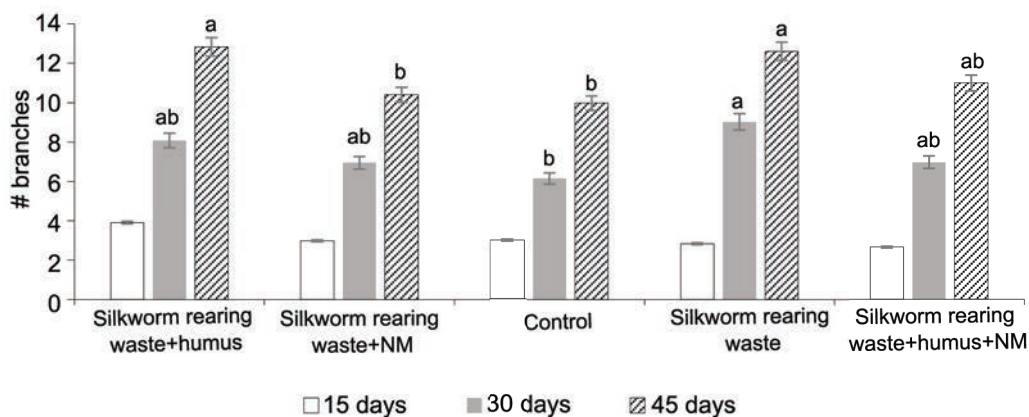 # branches
14
12
10
8
6
4
2
0
ab
a
ab
b
b
b
a
a
ab
ab
Silkworm rearing
waste+humus
Silkworm rearing
waste+NM
Control
Silkworm rearing
waste
Silkworm rearing
waste+humus+NM
15 days
30 days
45 days